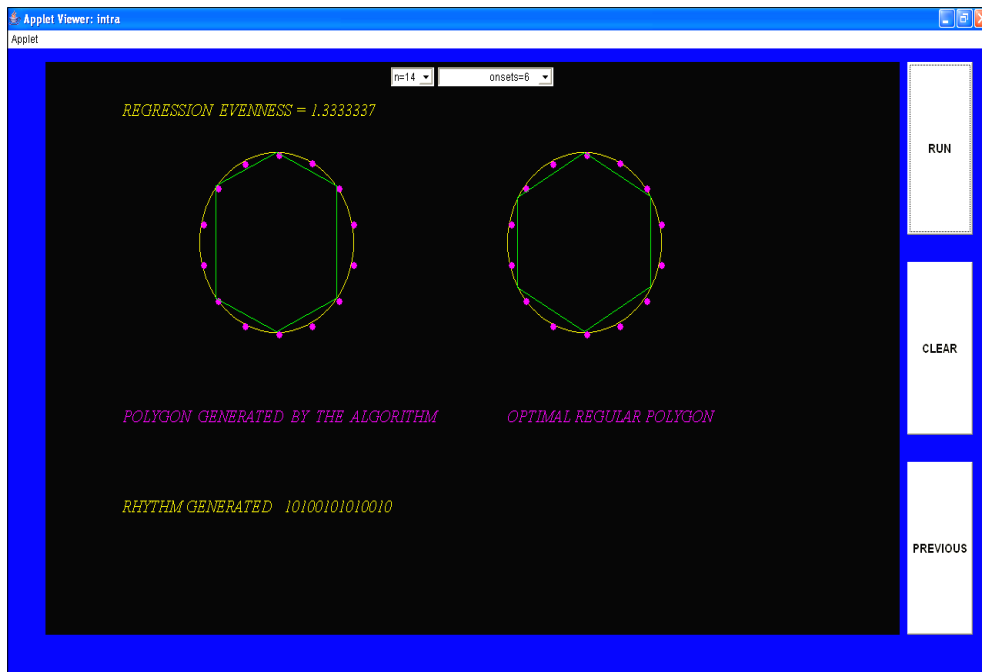 Applet Viewer: intra
Applet
n=14
onsets=6
REGRESSION EVENNESS = 1.3333337
RUN
CLEAR
POLYGON GENERATED BY THE ALGORITHM
OPTIMAL REGULAR POLYGON
RHYTHM GENERATED 10100101010010
PREVIOUS